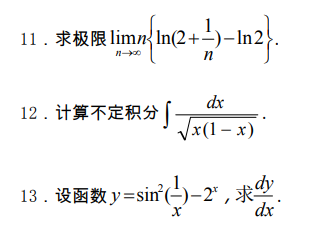 11．求极限 lim_{n→∞} n{ln(2+1/n)−ln2}.
12．计算不定积分 ∫ dx/√(x(1−x)) .
13．设函数 y=sin²(1/x)−2ˣ，求 dy/dx .